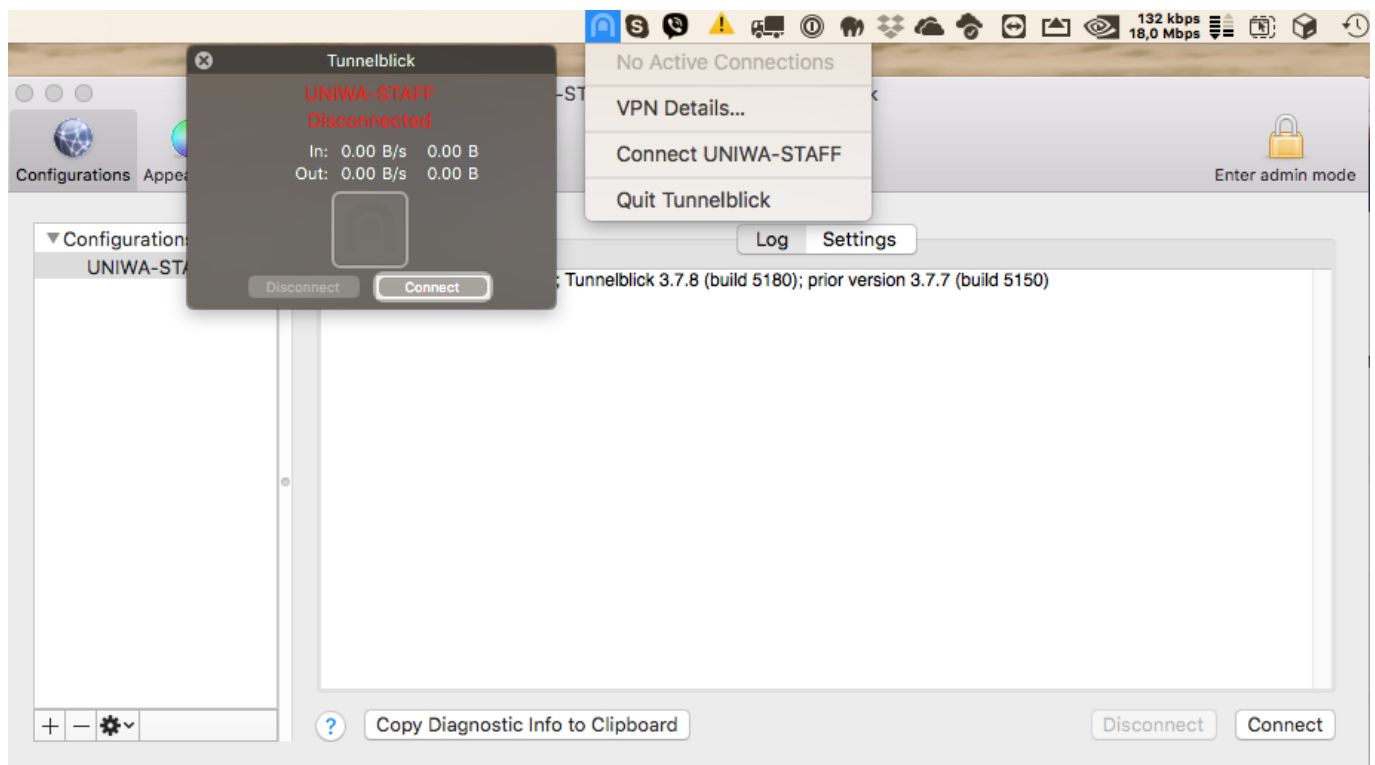 132 kbps
18,0 Mbps
Tunnelblick
UNIWA-STAFF
Disconnected
In: 0.00 B/s 0.00 B
Out: 0.00 B/s 0.00 B
Disconnect Connect
No Active Connections
VPN Details...
Connect UNIWA-STAFF
Quit Tunnelblick
-ST
Configurations Appea
Enter admin mode
Configuration
UNIWA-STA
Log Settings
; Tunnelblick 3.7.8 (build 5180); prior version 3.7.7 (build 5150)
+ −
? Copy Diagnostic Info to Clipboard
Disconnect Connect